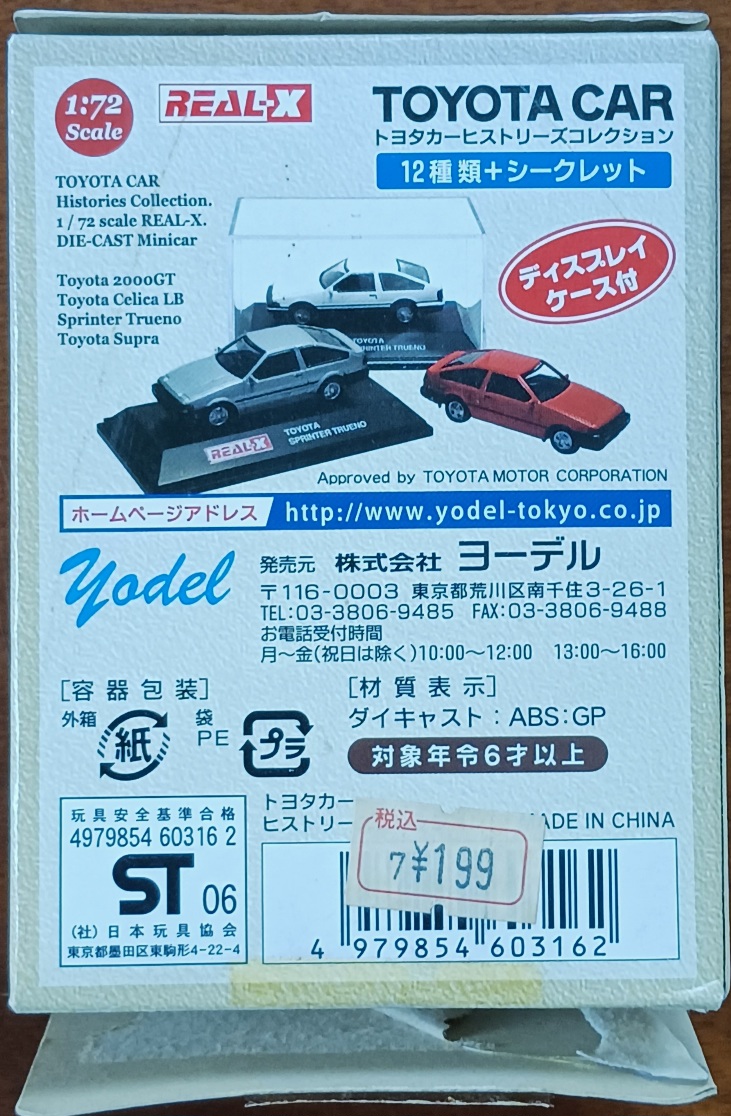 1:72
Scale
REAL-X
TOYOTA CAR
トヨタカーヒストリーズコレクション
12種類+シークレット
TOYOTA CAR
Histories Collection.
1/72 scale REAL-X.
DIE-CAST Minicar
Toyota 2000GT
Toyota Celica LB
Sprinter Trueno
Toyota Supra
ディスプレイ
ケース付
TOYOTA
SPRINTER TRUENO
REAL-X
TOYOTA
SPRINTER TRUENO
Approved by TOYOTA MOTOR CORPORATION
ホームページアドレス http://www.yodel-tokyo.co.jp
Yodel
発売元 株式会社 ヨーデル
〒116-0003 東京都荒川区南千住3-26-1
TEL:03-3806-9485 FAX:03-3806-9488
お電話受付時間
月〜金(祝日は除く)10:00〜12:00 13:00〜16:00
[容器包装]
外箱 紙 袋 PE プラ
[材質表示]
ダイキャスト:ABS:GP
対象年令6才以上
玩具安全基準合格
4979854 60316 2
ST 06
(社)日本玩具協会
東京都墨田区東駒形4-22-4
トヨタカー
ヒストリー
MADE IN CHINA
税込
7¥199
4 979854 603162